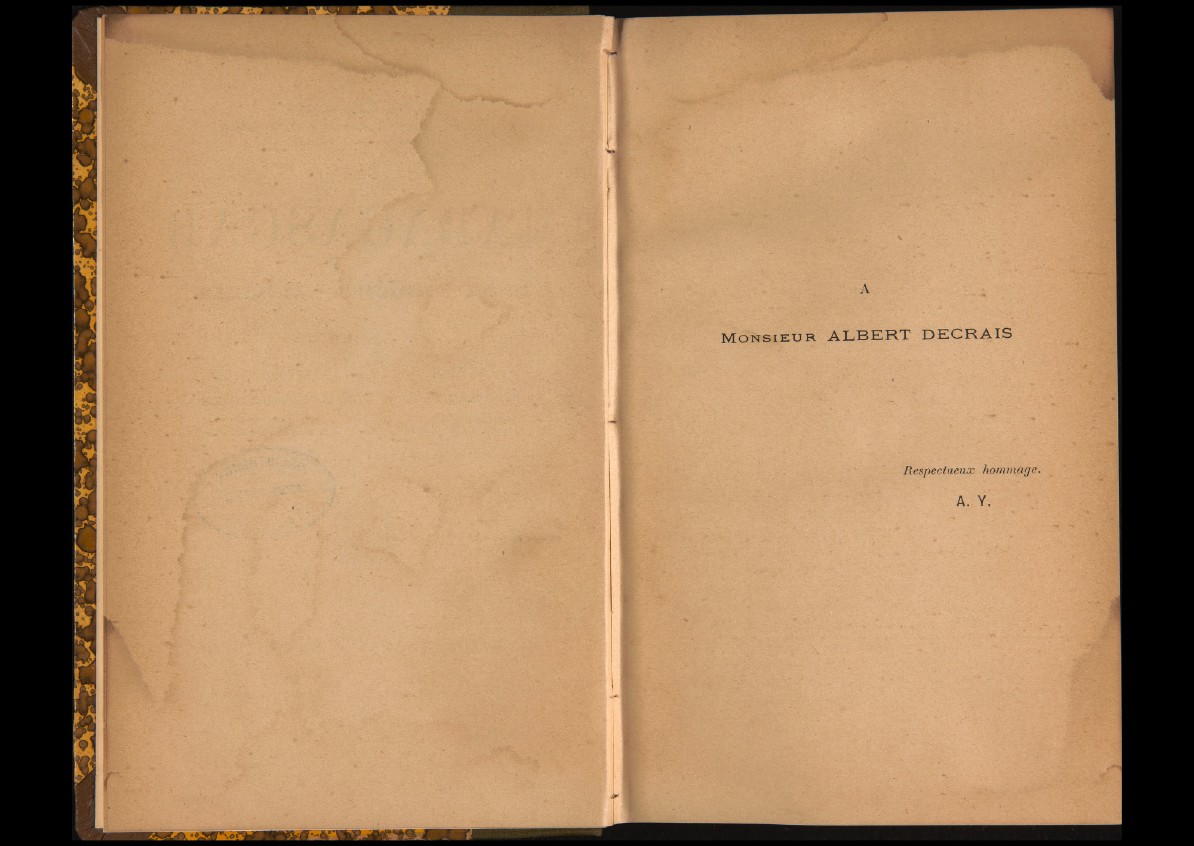 A
MONSIEUR ALBERT DECRAIS
Respectueux hommage.
A. Y.